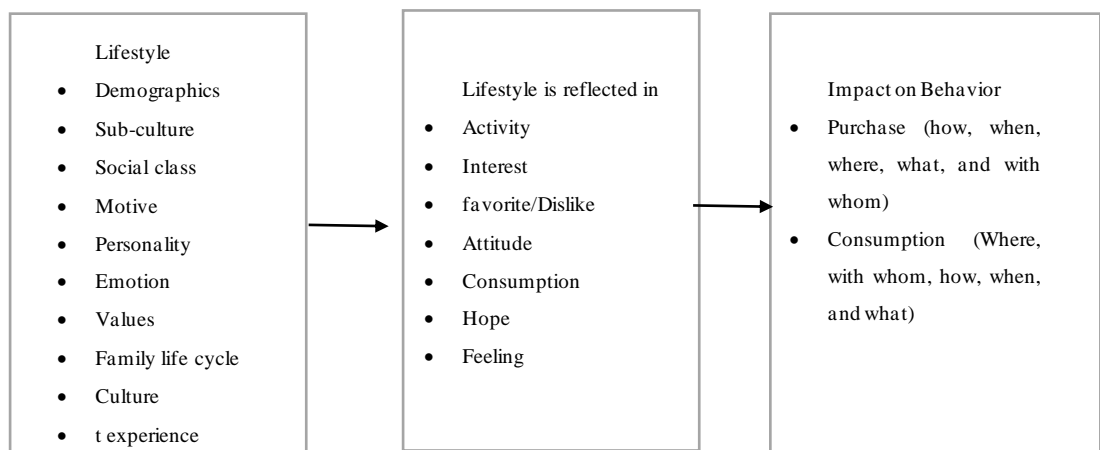 Lifestyle
• Demographics
• Sub-culture
• Social class
• Motive
• Personality
• Emotion
• Values
• Family life cycle
• Culture
• t experience
Lifestyle is reflected in
• Activity
• Interest
• favorite/Dislike
• Attitude
• Consumption
• Hope
• Feeling
Impact on Behavior
• Purchase (how, when,
where, what, and with
whom)
• Consumption (Where,
with whom, how, when,
and what)